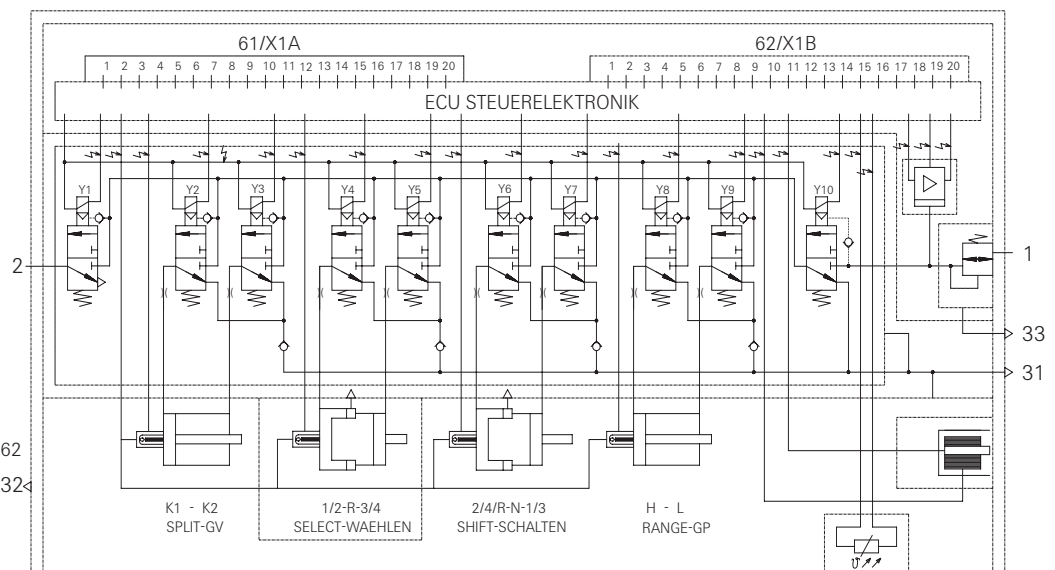 61/X1A 62/X1B
1 2 3 4 5 6 7 8 9 10 11 12 13 14 15 16 17 18 19 20 1 2 3 4 5 6 7 8 9 10 11 12 13 14 15 16 17 18 19 20
ECU STEUERELEKTRONIK
Y1 Y2 Y3 Y4 Y5 Y6 Y7 Y8 Y9 Y10
2 1
33
31
62
32
K1 - K2 1/2-R-3/4 2/4/R-N-1/3 H - L
SPLIT-GV SELECT-WAEHLEN SHIFT-SCHALTEN RANGE-GP